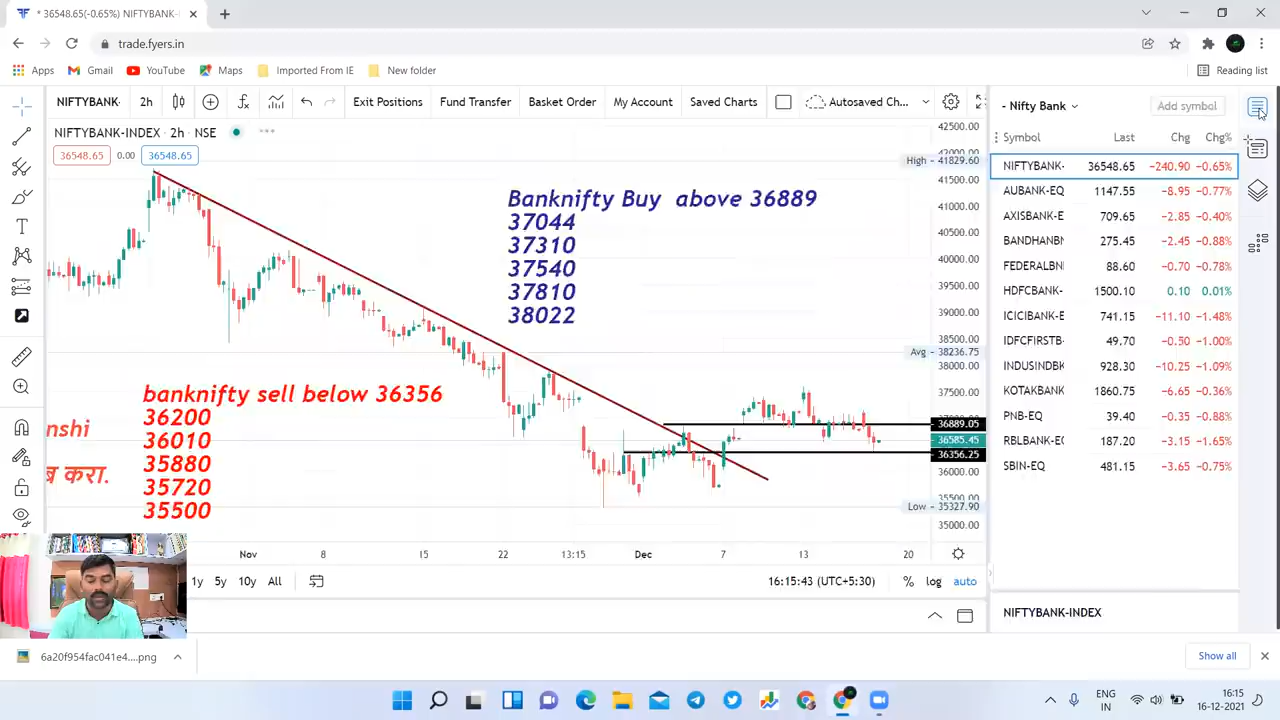 * 36548.65(-0.65%) NIFTYBANK-
trade.fyers.in
Apps Gmail YouTube Maps Imported From IE New folder Reading list
NIFTYBANK- 2h Exit Positions Fund Transfer Basket Order My Account Saved Charts Autosaved Ch...
NIFTYBANK-INDEX · 2h · NSE
36548.65 0.00 36548.65
Banknifty Buy above 36889
37044
37310
37540
37810
38022
banknifty sell below 36356
36200
36010
35880
35720
35500
nshi
करा.
42500.00
High - 41829.60
41500.00
41000.00
40500.00
40000.00
39500.00
39000.00
38500.00
Avg - 38236.75
37500.00
36889.05
36585.45
36356.25
36000.00
Low - 35327.90
35000.00
Nov 8 15 22 13:15 Dec 7 13 20
1y 5y 10y All
16:15:43 (UTC+5:30) % log auto
- Nifty Bank Add symbol
Symbol Last Chg Chg%
NIFTYBANK- 36548.65 -240.90 -0.65%
AUBANK-EQ 1147.55 -8.95 -0.77%
AXISBANK-E 709.65 -2.85 -0.40%
BANDHANBN 275.45 -2.45 -0.88%
FEDERALBN 88.60 -0.70 -0.78%
HDFCBANK- 1500.10 0.10 0.01%
ICICIBANK-E 741.15 -11.10 -1.48%
IDFCFIRSTB 49.70 -0.50 -1.00%
INDUSINDBK 928.30 -10.25 -1.09%
KOTAKBANK 1860.75 -6.65 -0.36%
PNB-EQ 39.40 -0.35 -0.88%
RBLBANK-EQ 187.20 -3.15 -1.65%
SBIN-EQ 481.15 -3.65 -0.75%
NIFTYBANK-INDEX
6a20f954fac041e4....png Show all
ENG
IN
16:15
16-12-2021